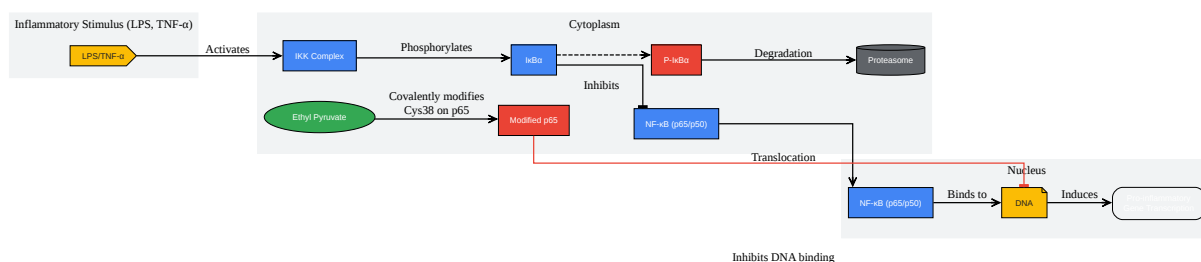 Inflammatory Stimulus (LPS, TNF-α)
Cytoplasm
LPS/TNF-α
Activates
IKK Complex
Phosphorylates
IκBα
P-IκBα
Degradation
Proteasome
Inhibits
Ethyl Pyruvate
Covalently modifies
Cys38 on p65
Modified p65
NF-κB (p65/p50)
Translocation
Nucleus
NF-κB (p65/p50)
Binds to
DNA
Induces
Inhibits DNA binding